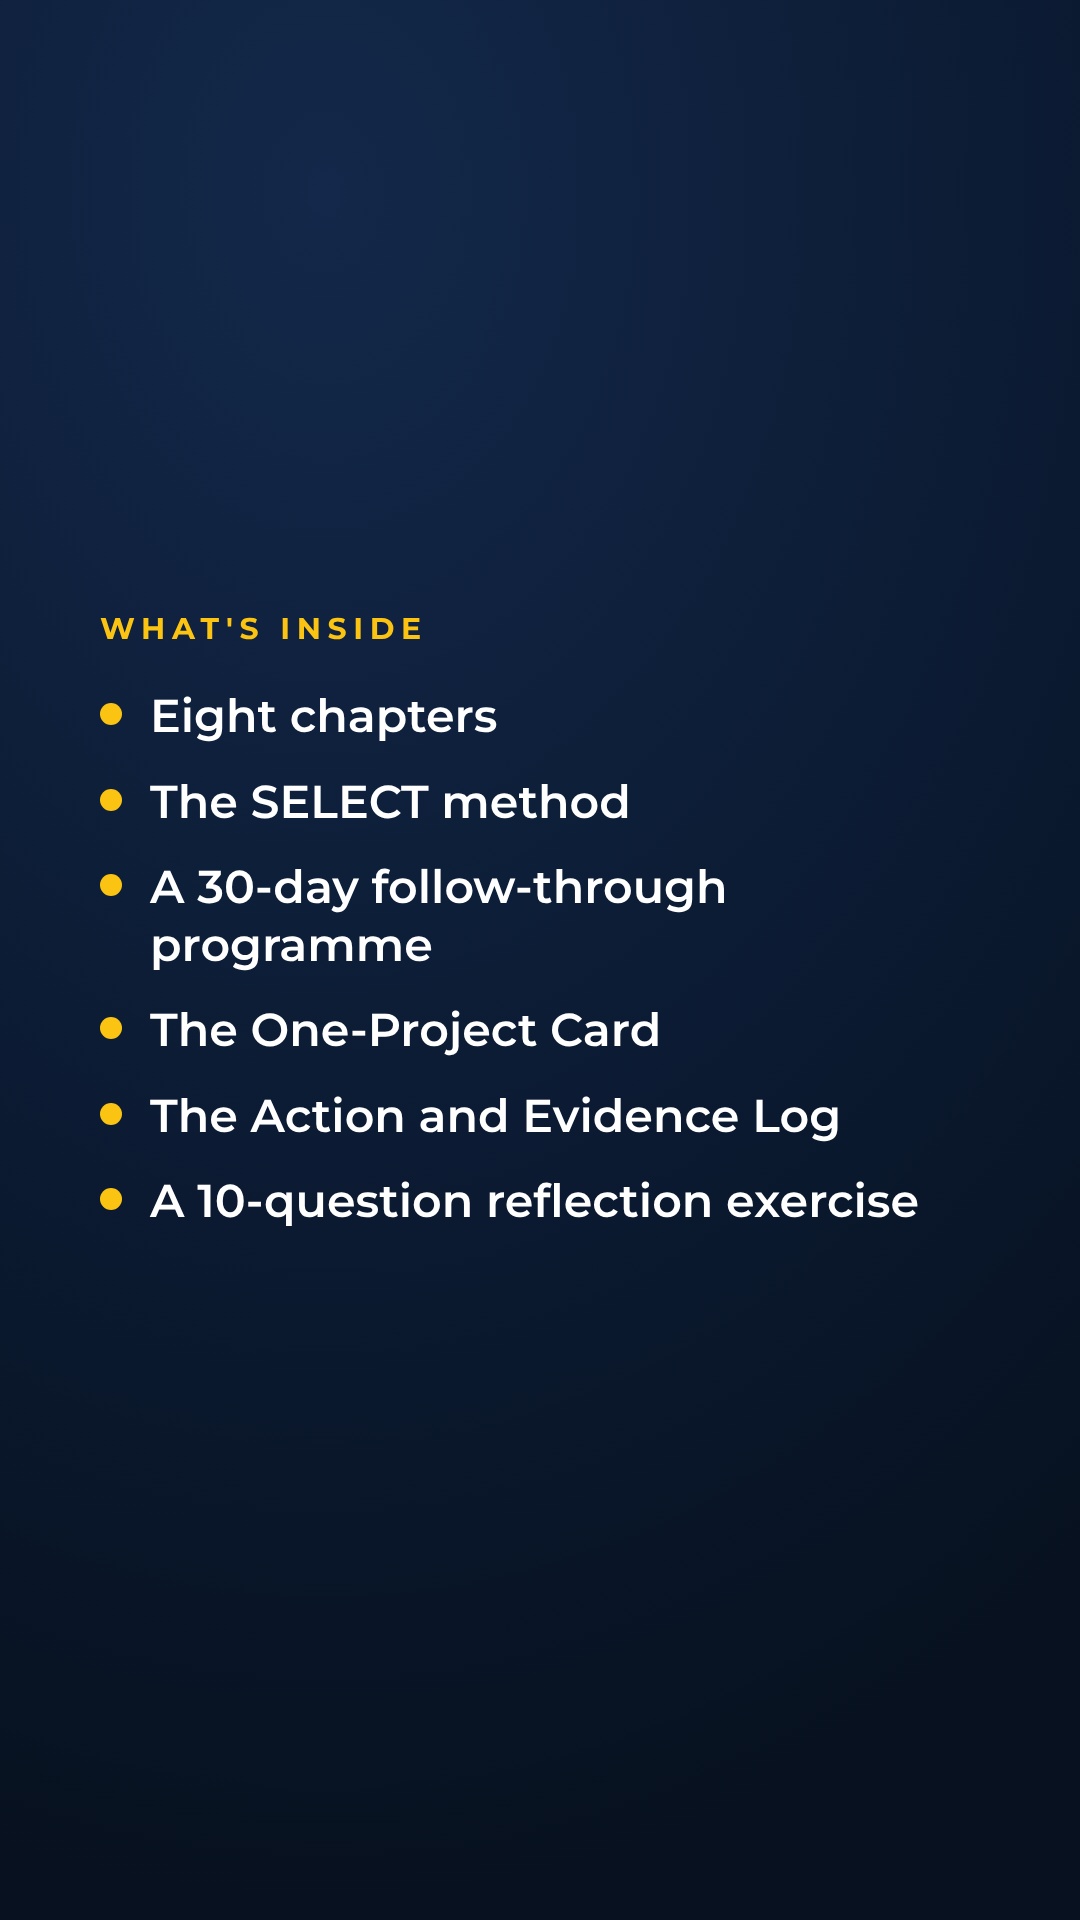 WHAT'S INSIDE
Eight chapters
The SELECT method
A 30-day follow-through
programme
The One-Project Card
The Action and Evidence Log
A 10-question reflection exercise